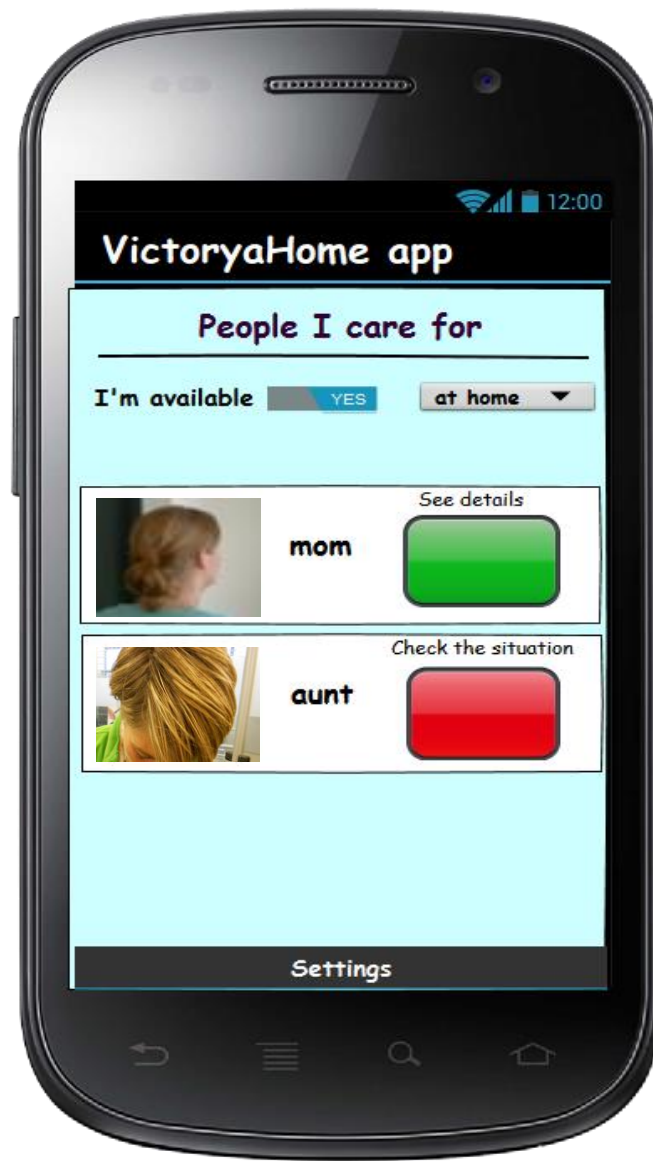 12:00
VictoryaHome app
People I care for
I'm available YES at home
See details
mom
Check the situation
aunt
Settings